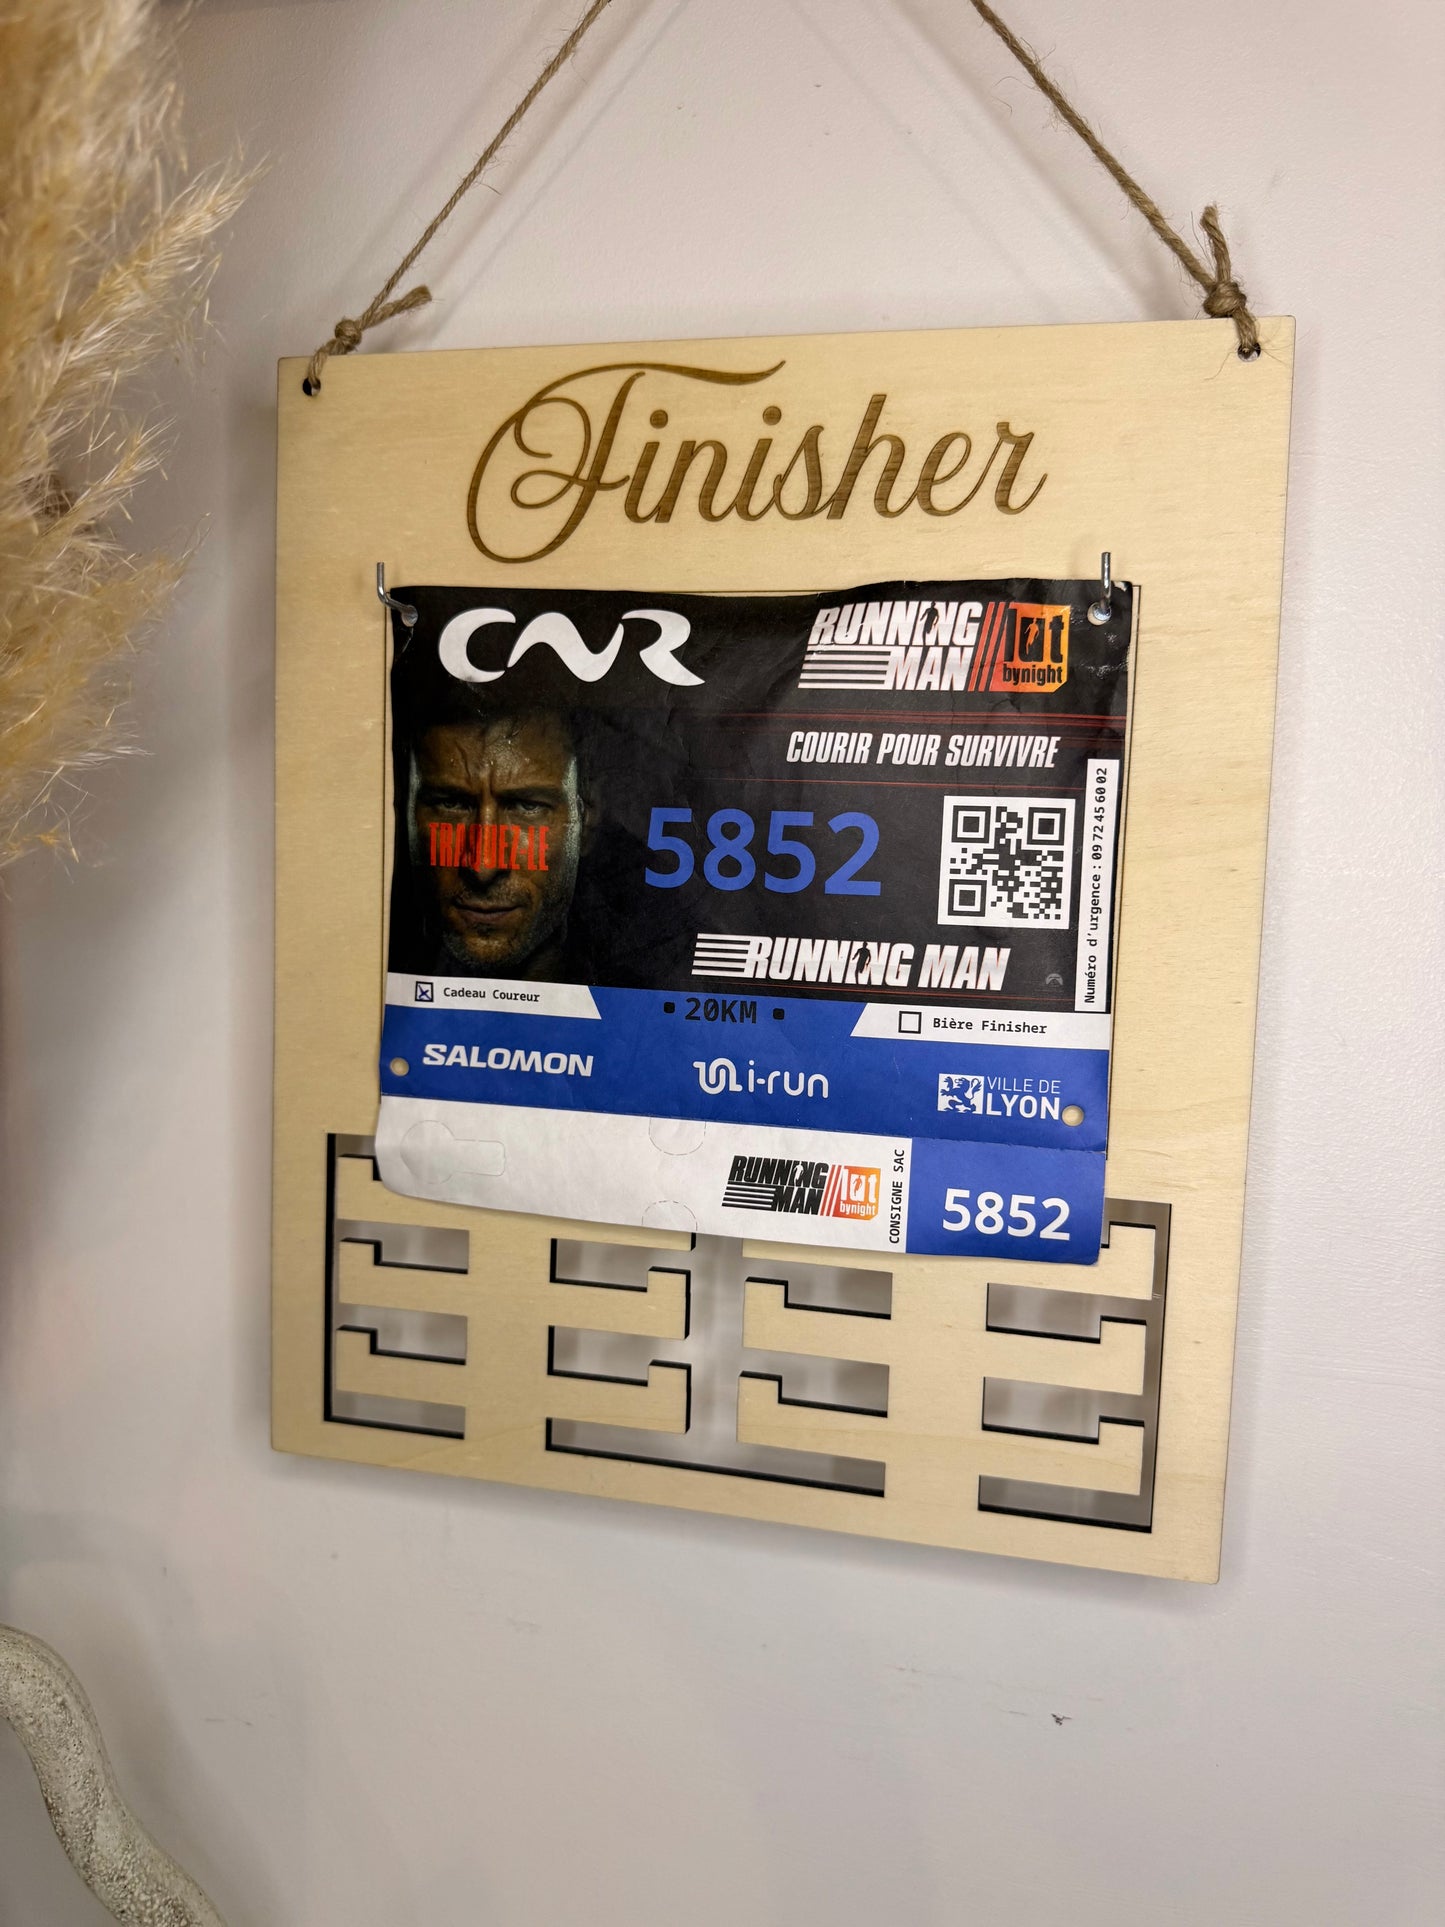 Finisher
CNR
RUNNING
MAN
lut
bynight
COURIR POUR SURVIVRE
TRAQUEZ-LE
5852
Numéro d'urgence : 09 72 45 60 02
RUNNING MAN
Cadeau Coureur
• 20KM •
Bière Finisher
SALOMON
i-run
VILLE DE
LYON
RUNNING
MAN
lut
bynight
CONSIGNE SAC
5852